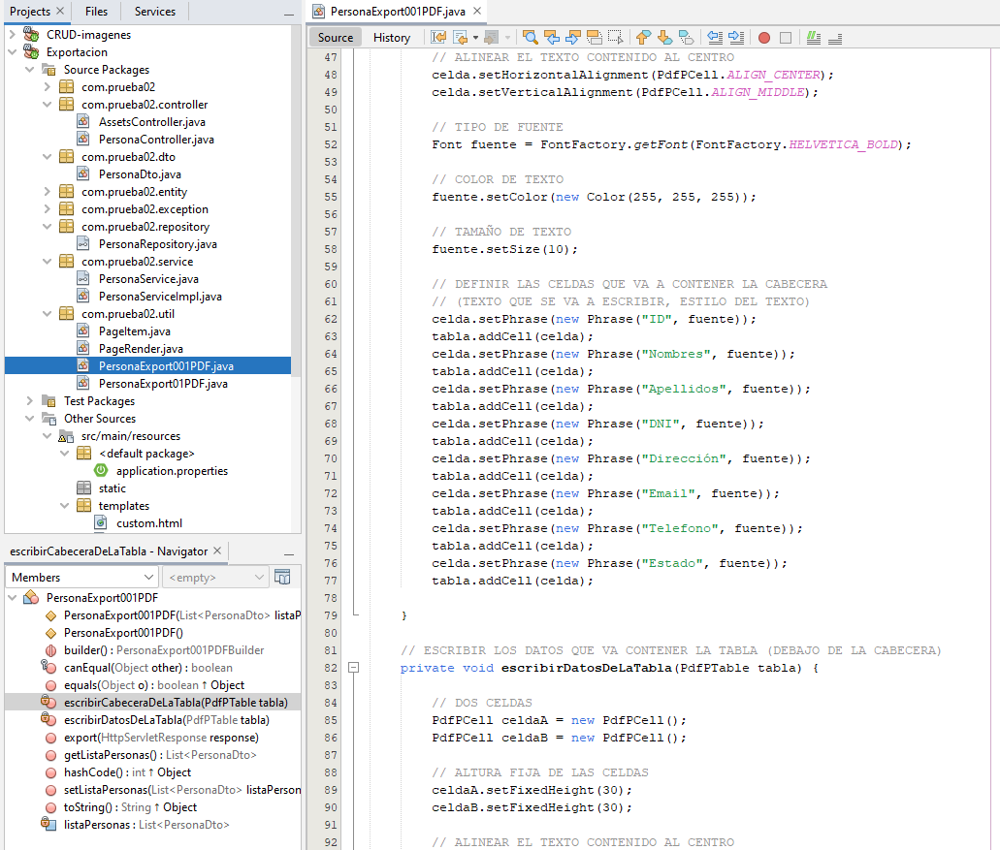 Projects
Files
Services
CRUD-imagenes
Exportacion
Source Packages
com.prueba02
com.prueba02.controller
AssetsController.java
PersonaController.java
com.prueba02.dto
PersonaDto.java
com.prueba02.entity
com.prueba02.exception
com.prueba02.repository
PersonaRepository.java
com.prueba02.service
PersonaService.java
PersonaServiceImpl.java
com.prueba02.util
PageItem.java
PageRender.java
PersonaExport001PDF.java
PersonaExport01PDF.java
Test Packages
Other Sources
src/main/resources
<default package>
application.properties
static
templates
custom.html
escribirCabeceraDeLaTabla - Navigator
Members
<empty>
PersonaExport001PDF
PersonaExport001PDF(List<PersonaDto> listaP
PersonaExport001PDF()
builder() : PersonaExport001PDFBuilder
canEqual(Object other) : boolean
equals(Object o) : boolean ↑ Object
escribirCabeceraDeLaTabla(PdfPTable tabla)
escribirDatosDeLaTabla(PdfPTable tabla)
export(HttpServletResponse response)
getListaPersonas() : List<PersonaDto>
hashCode() : int ↑ Object
setListaPersonas(List<PersonaDto> listaPerson
toString() : String ↑ Object
listaPersonas : List<PersonaDto>
PersonaExport001PDF.java
Source
History
47 // ALINEAR EL TEXTO CONTENIDO AL CENTRO
48 celda.setHorizontalAlignment(PdfPCell.ALIGN_CENTER);
49 celda.setVerticalAlignment(PdfPCell.ALIGN_MIDDLE);
50
51 // TIPO DE FUENTE
52 Font fuente = FontFactory.getFont(FontFactory.HELVETICA_BOLD);
53
54 // COLOR DE TEXTO
55 fuente.setColor(new Color(255, 255, 255));
56
57 // TAMAÑO DE TEXTO
58 fuente.setSize(10);
59
60 // DEFINIR LAS CELDAS QUE VA A CONTENER LA CABECERA
61 // (TEXTO QUE SE VA A ESCRIBIR, ESTILO DEL TEXTO)
62 celda.setPhrase(new Phrase("ID", fuente));
63 tabla.addCell(celda);
64 celda.setPhrase(new Phrase("Nombres", fuente));
65 tabla.addCell(celda);
66 celda.setPhrase(new Phrase("Apellidos", fuente));
67 tabla.addCell(celda);
68 celda.setPhrase(new Phrase("DNI", fuente));
69 tabla.addCell(celda);
70 celda.setPhrase(new Phrase("Dirección", fuente));
71 tabla.addCell(celda);
72 celda.setPhrase(new Phrase("Email", fuente));
73 tabla.addCell(celda);
74 celda.setPhrase(new Phrase("Telefono", fuente));
75 tabla.addCell(celda);
76 celda.setPhrase(new Phrase("Estado", fuente));
77 tabla.addCell(celda);
78
79 }
80
81 // ESCRIBIR LOS DATOS QUE VA CONTENER LA TABLA (DEBAJO DE LA CABECERA)
82 private void escribirDatosDeLaTabla(PdfPTable tabla) {
83
84 // DOS CELDAS
85 PdfPCell celdaA = new PdfPCell();
86 PdfPCell celdaB = new PdfPCell();
87
88 // ALTURA FIJA DE LAS CELDAS
89 celdaA.setFixedHeight(30);
90 celdaB.setFixedHeight(30);
91
92 // ALINEAR EL TEXTO CONTENIDO AL CENTRO